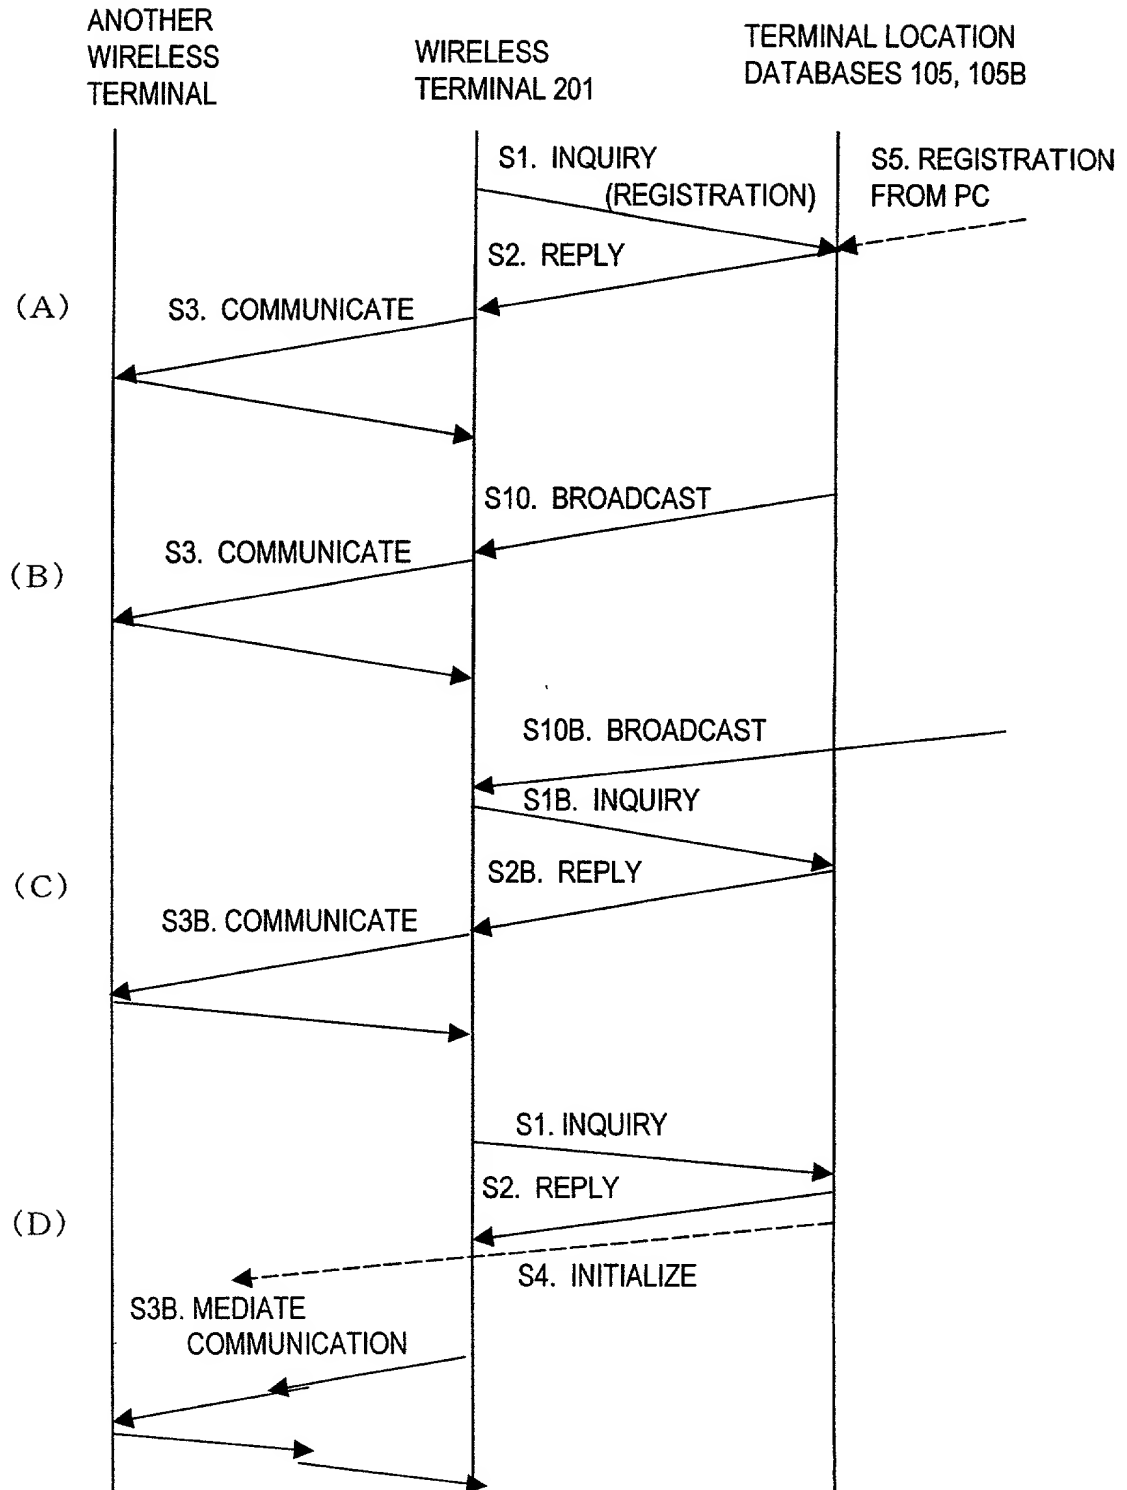 ANOTHER
WIRELESS
TERMINAL
WIRELESS
TERMINAL 201
TERMINAL LOCATION
DATABASES 105, 105B
S1. INQUIRY
(REGISTRATION)
S5. REGISTRATION
FROM PC
S2. REPLY
(A)
S3. COMMUNICATE
S10. BROADCAST
S3. COMMUNICATE
(B)
S10B. BROADCAST
S1B. INQUIRY
S2B. REPLY
(C)
S3B. COMMUNICATE
S1. INQUIRY
S2. REPLY
(D)
S4. INITIALIZE
S3B. MEDIATE
COMMUNICATION